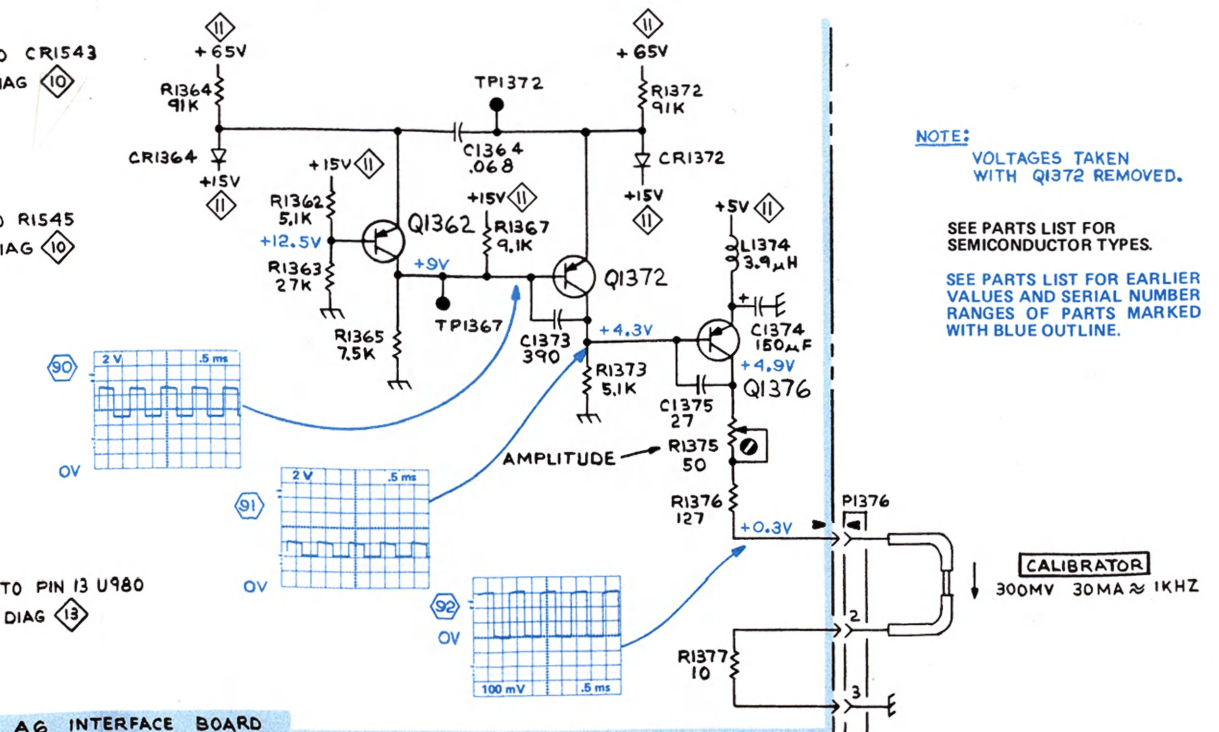 O CR1543
IAG 10
O R1545
IAG 10
TO PIN 13 U980
DIAG 13
11
+65V
R1364
91K
CR1364
+15V
11
TP1372
C1364
.068
11
+65V
R1372
91K
CR1372
+15V
11
+15V 11
R1362
5.1K
+12.5V
R1363
27K
Q1362
+15V 11
R1367
9.1K
+9V
TP1367
R1365
7.5K
Q1372
C1373
390
+4.3V
R1373
5.1K
+5V 11
L1374
3.9μH
+
C1374
150μF
+4.9V
Q1376
C1375
27
AMPLITUDE
R1375
50
R1376
127
+0.3V
P1376
2
R1377
10
3
CALIBRATOR
300MV 30MA ≈ 1KHZ
90
2 V .5 ms
OV
91
2 V .5 ms
OV
92
OV
100 mV .5 ms
NOTE:
VOLTAGES TAKEN
WITH Q1372 REMOVED.
SEE PARTS LIST FOR
SEMICONDUCTOR TYPES.
SEE PARTS LIST FOR EARLIER
VALUES AND SERIAL NUMBER
RANGES OF PARTS MARKED
WITH BLUE OUTLINE.
A6 INTERFACE BOARD